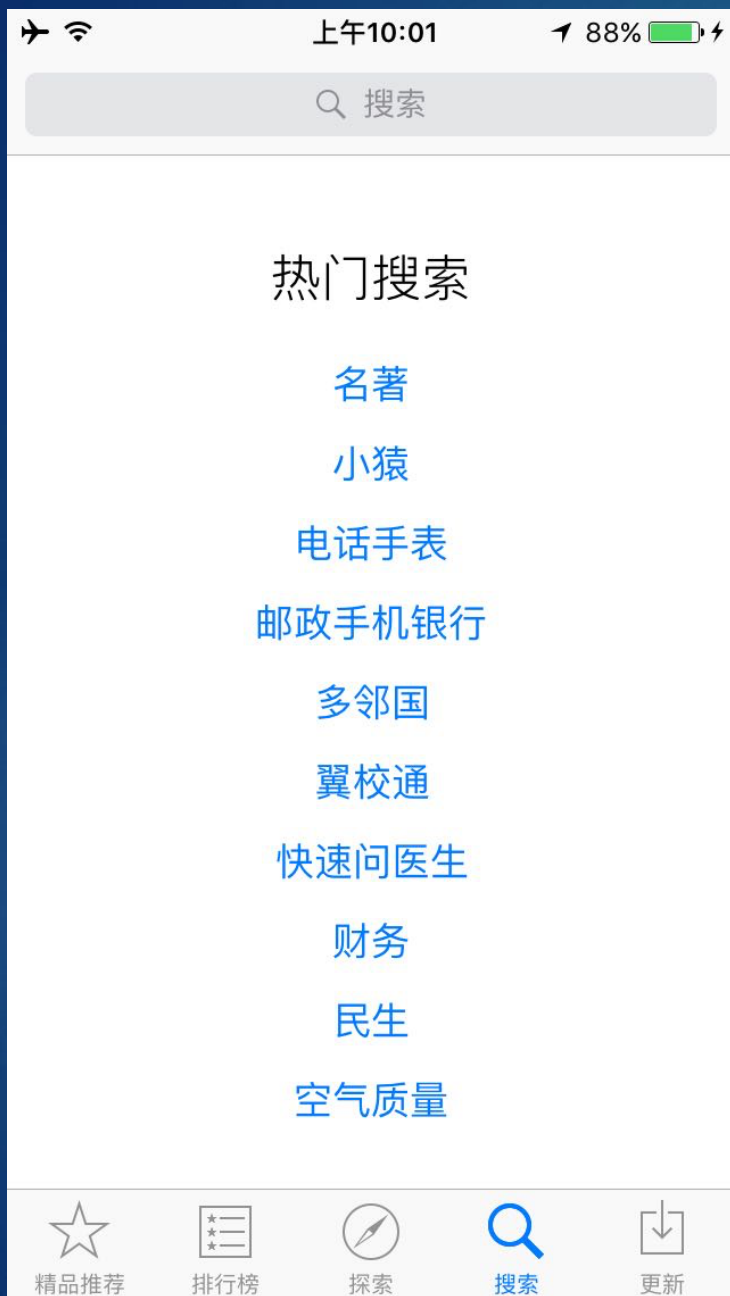 上午10:01 88%
搜索
热门搜索
名著
小猿
电话手表
邮政手机银行
多邻国
翼校通
快速问医生
财务
民生
空气质量
精品推荐 排行榜 探索 搜索 更新